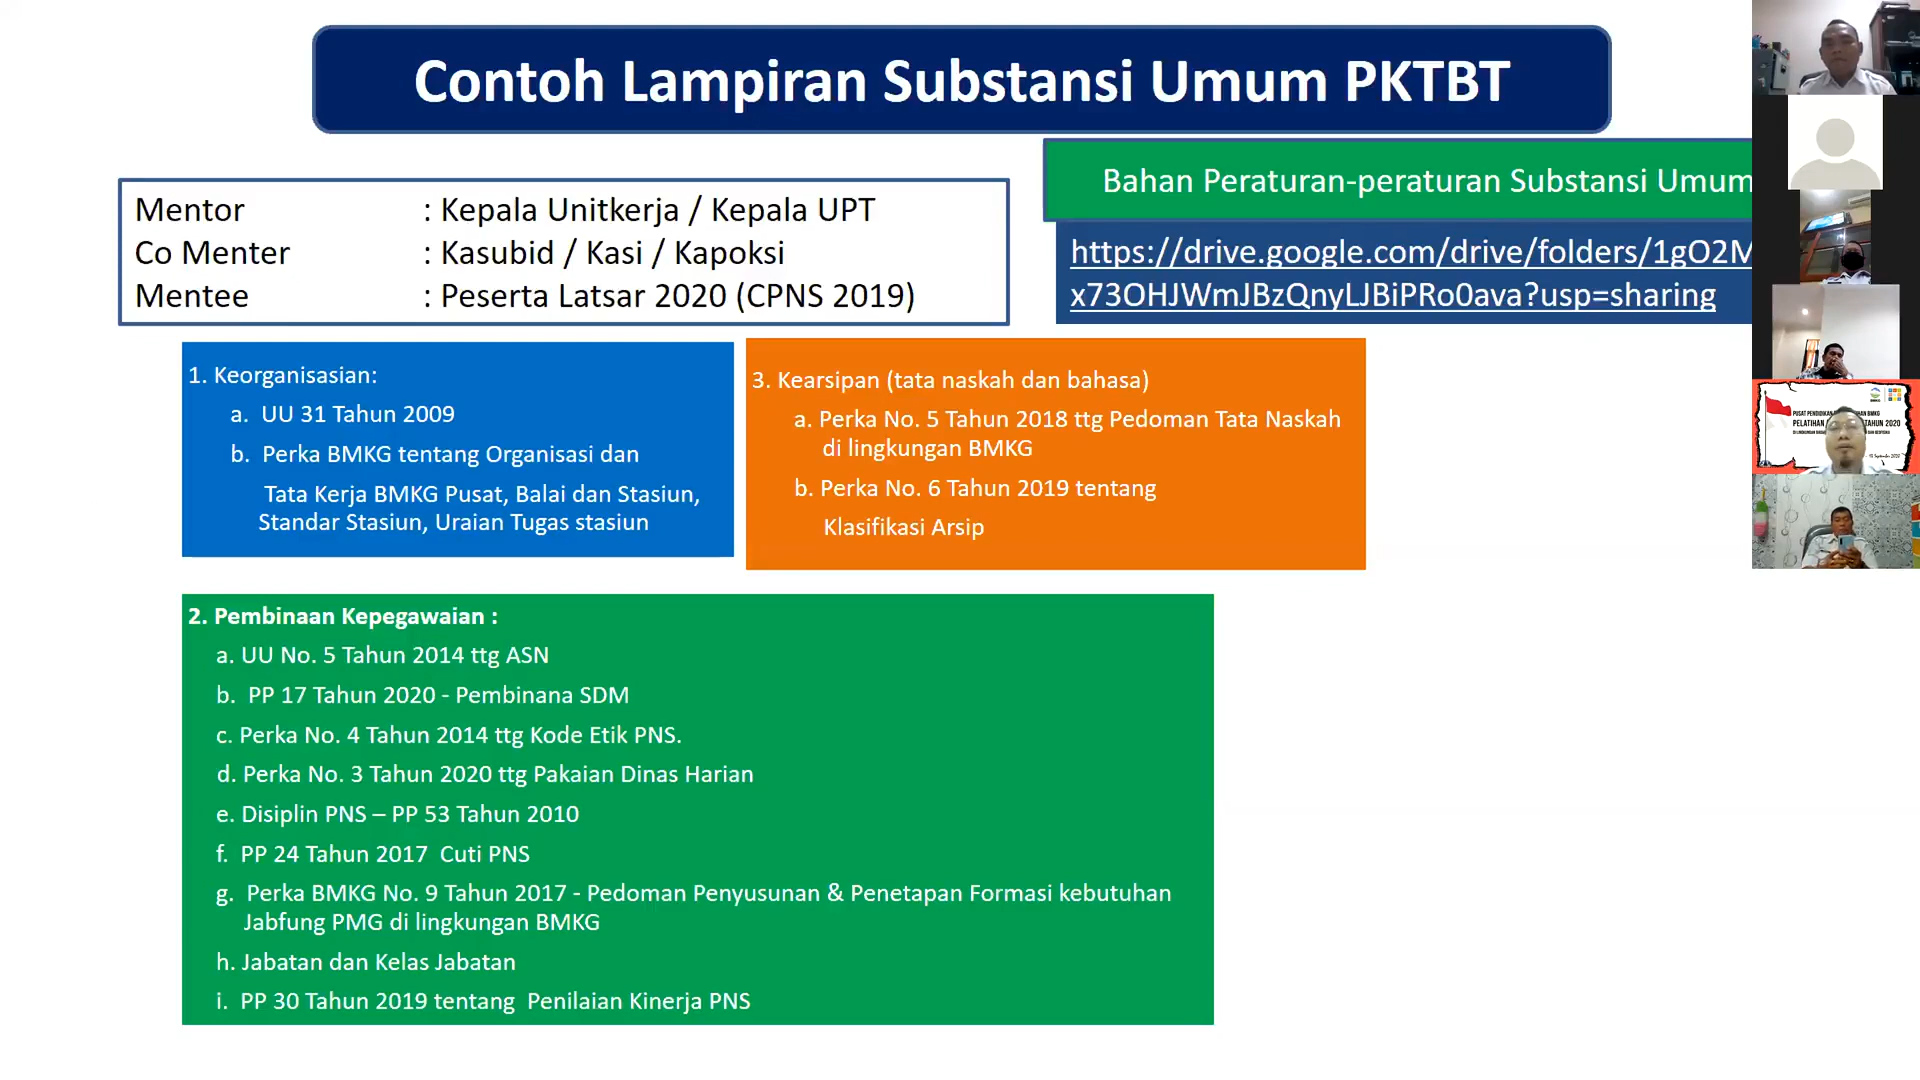 Contoh Lampiran Substansi Umum PKTBT
Mentor : Kepala Unitkerja / Kepala UPT
Co Menter : Kasubid / Kasi / Kapoksi
Mentee : Peserta Latsar 2020 (CPNS 2019)
Bahan Peraturan-peraturan Substansi Umum
https://drive.google.com/drive/folders/1gO2M
x73OHJWmJBzQnyLJBiPRo0ava?usp=sharing
1. Keorganisasian:
a. UU 31 Tahun 2009
b. Perka BMKG tentang Organisasi dan
Tata Kerja BMKG Pusat, Balai dan Stasiun,
Standar Stasiun, Uraian Tugas stasiun
3. Kearsipan (tata naskah dan bahasa)
a. Perka No. 5 Tahun 2018 ttg Pedoman Tata Naskah
di lingkungan BMKG
b. Perka No. 6 Tahun 2019 tentang
Klasifikasi Arsip
2. Pembinaan Kepegawaian :
a. UU No. 5 Tahun 2014 ttg ASN
b. PP 17 Tahun 2020 - Pembinana SDM
c. Perka No. 4 Tahun 2014 ttg Kode Etik PNS.
d. Perka No. 3 Tahun 2020 ttg Pakaian Dinas Harian
e. Disiplin PNS – PP 53 Tahun 2010
f. PP 24 Tahun 2017 Cuti PNS
g. Perka BMKG No. 9 Tahun 2017 - Pedoman Penyusunan & Penetapan Formasi kebutuhan
Jabfung PMG di lingkungan BMKG
h. Jabatan dan Kelas Jabatan
i. PP 30 Tahun 2019 tentang Penilaian Kinerja PNS